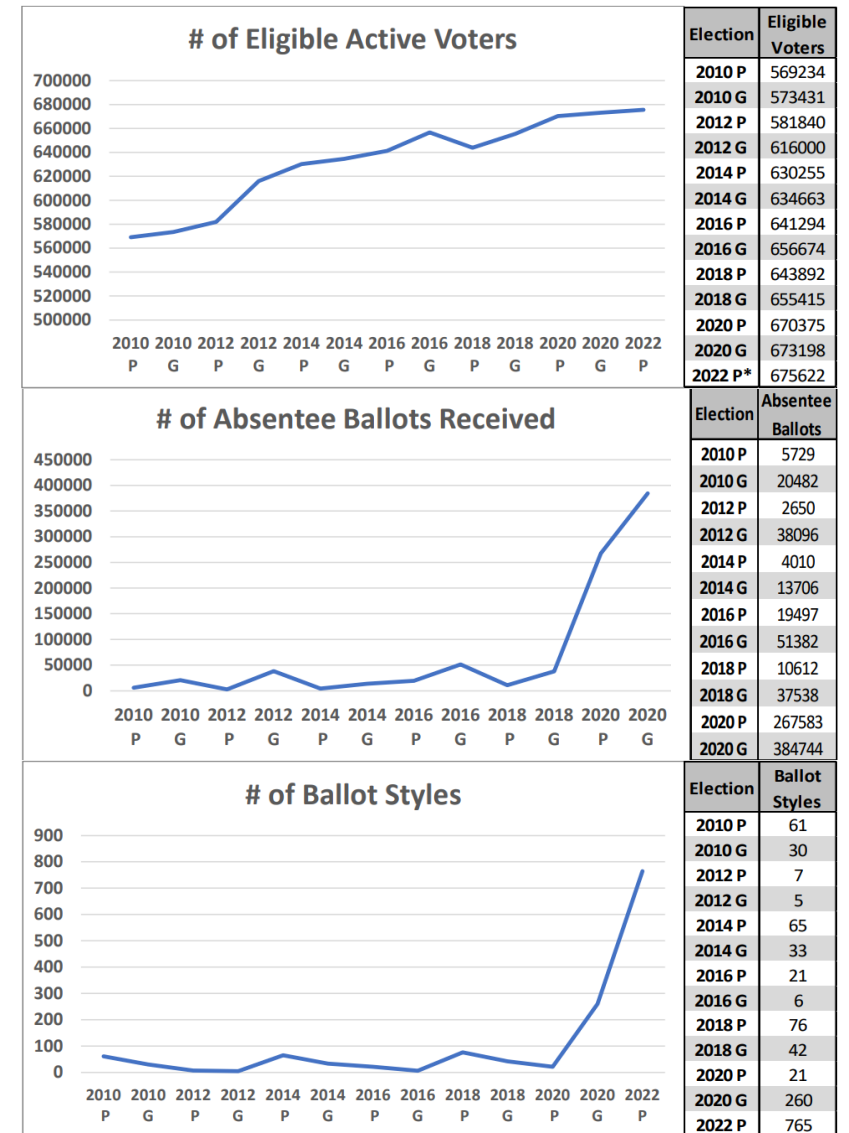 # of Eligible Active Voters
700000
680000
660000
640000
620000
600000
580000
560000
540000
520000
500000
2010 2010 2012 2012 2014 2014 2016 2016 2018 2018 2020 2020 2022
P G P G P G P G P G P G P
Election Eligible Voters
2010 P 569234
2010 G 573431
2012 P 581840
2012 G 616000
2014 P 630255
2014 G 634663
2016 P 641294
2016 G 656674
2018 P 643892
2018 G 655415
2020 P 670375
2020 G 673198
2022 P* 675622
# of Absentee Ballots Received
450000
400000
350000
300000
250000
200000
150000
100000
50000
0
2010 2010 2012 2012 2014 2014 2016 2016 2018 2018 2020 2020
P G P G P G P G P G P G
Election Absentee Ballots
2010 P 5729
2010 G 20482
2012 P 2650
2012 G 38096
2014 P 4010
2014 G 13706
2016 P 19497
2016 G 51382
2018 P 10612
2018 G 37538
2020 P 267583
2020 G 384744
# of Ballot Styles
900
800
700
600
500
400
300
200
100
0
2010 2010 2012 2012 2014 2014 2016 2016 2018 2018 2020 2020 2022
P G P G P G P G P G P G P
Election Ballot Styles
2010 P 61
2010 G 30
2012 P 7
2012 G 5
2014 P 65
2014 G 33
2016 P 21
2016 G 6
2018 P 76
2018 G 42
2020 P 21
2020 G 260
2022 P 765